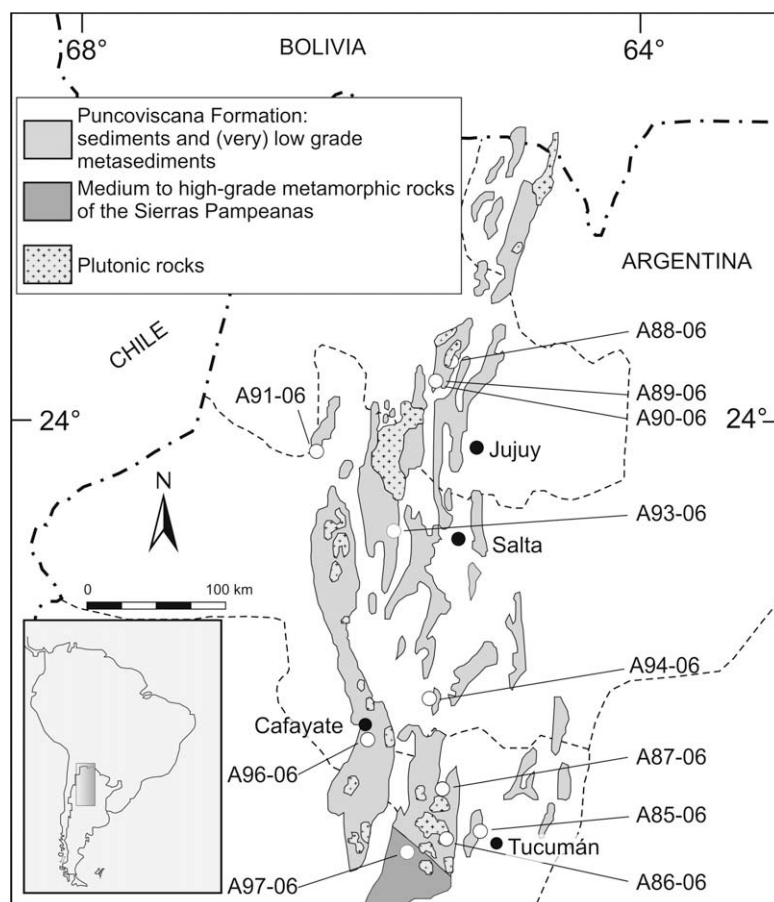 68°
BOLIVIA
64°
Puncoviscana Formation:
sediments and (very) low grade
metasediments
Medium to high-grade metamorphic rocks
of the Sierras Pampeanas
Plutonic rocks
ARGENTINA
CHILE
A88-06
A89-06
A90-06
A91-06
24°
24°
Jujuy
N
A93-06
Salta
0
100 km
A94-06
Cafayate
A96-06
A87-06
A85-06
Tucumán
A97-06
A86-06